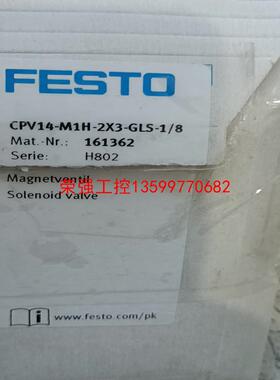 FESTO
CPV14-M1H-2X3-GLS-1/8
Mat.-Nr.: 161362
Serie: H802
荣强工控13599770682
Magnetventil
Solenoid valve
www.festo.com/pk